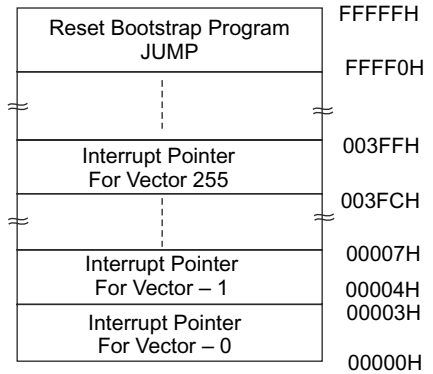 Reset Bootstrap Program
JUMP
FFFFFH
FFFF0H
Interrupt Pointer
For Vector 255
003FFH
003FCH
Interrupt Pointer
For Vector – 1
00007H
00004H
Interrupt Pointer
For Vector – 0
00003H
00000H